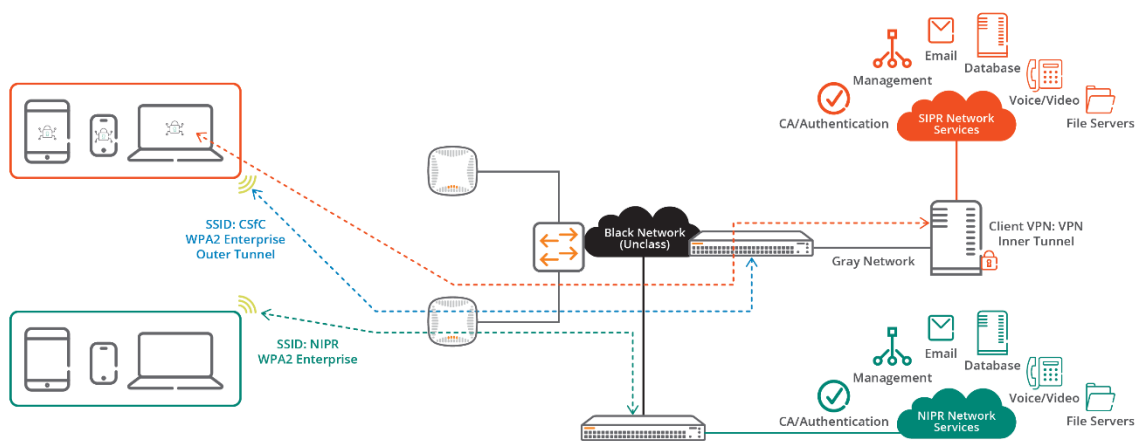 Email
Database
Management
Voice/Video
CA/Authentication
SIPR Network
Services
File Servers
SSID: CSfC
WPA2 Enterprise
Outer Tunnel
Black Network
(Unclass)
Client VPN: VPN
Inner Tunnel
Gray Network
SSID: NIPR
WPA2 Enterprise
Email
Database
Management
Voice/Video
CA/Authentication
NIPR Network
Services
File Servers